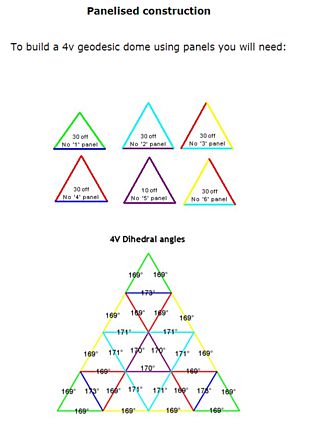 Panelised construction
To build a 4v geodesic dome using panels you will need:
30 off 30 off 30 off
No '1' panel No '2' panel No '3' panel
30 off 10 off 30 off
No '4' panel No '5' panel No '6' panel
4V Dihedral angles
169° 169°
173°
169° 169° 169° 169°
171° 171°
169° 171° 170° 170° 171° 169°
169° 170° 169°
169° 173° 169° 171° 171° 169° 173° 169°
169° 169° 169° 169°